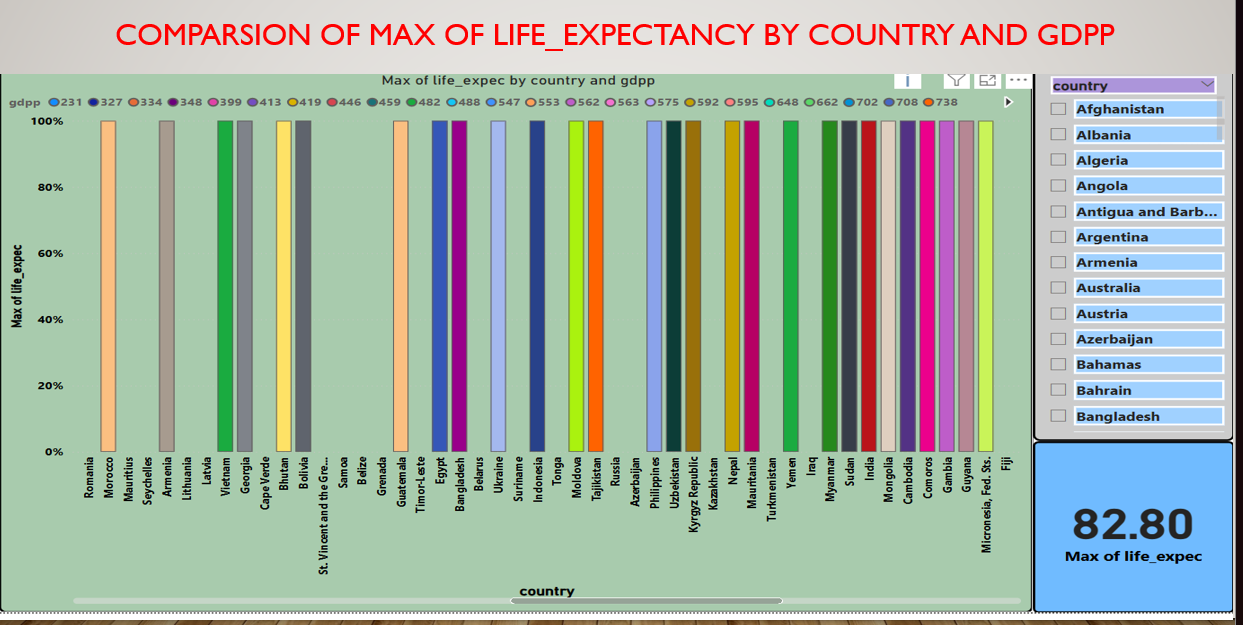 COMPARSION OF MAX OF LIFE_EXPECTANCY BY COUNTRY AND GDPP
Max of life_expec by country and gdpp
gdpp 231 327 334 348 399 413 419 446 459 482 488 547 553 562 563 575 592 595 648 662 702 708 738
100%
80%
60%
40%
20%
0%
Max of life_expec
Romania
Morocco
Mauritius
Seychelles
Armenia
Lithuania
Latvia
Vietnam
Georgia
Cape Verde
Bhutan
Bolivia
St. Vincent and the Gre...
Samoa
Belize
Grenada
Guatemala
Timor-Leste
Egypt
Bangladesh
Belarus
Ukraine
Suriname
Indonesia
Tonga
Moldova
Tajikistan
Russia
Azerbaijan
Philippines
Uzbekistan
Kyrgyz Republic
Kazakhstan
Nepal
Mauritania
Turkmenistan
Yemen
Iraq
Myanmar
Sudan
India
Mongolia
Cambodia
Comoros
Gambia
Guyana
Micronesia, Fed. Sts.
Fiji
country
country
Afghanistan
Albania
Algeria
Angola
Antigua and Barb...
Argentina
Armenia
Australia
Austria
Azerbaijan
Bahamas
Bahrain
Bangladesh
82.80
Max of life_expec